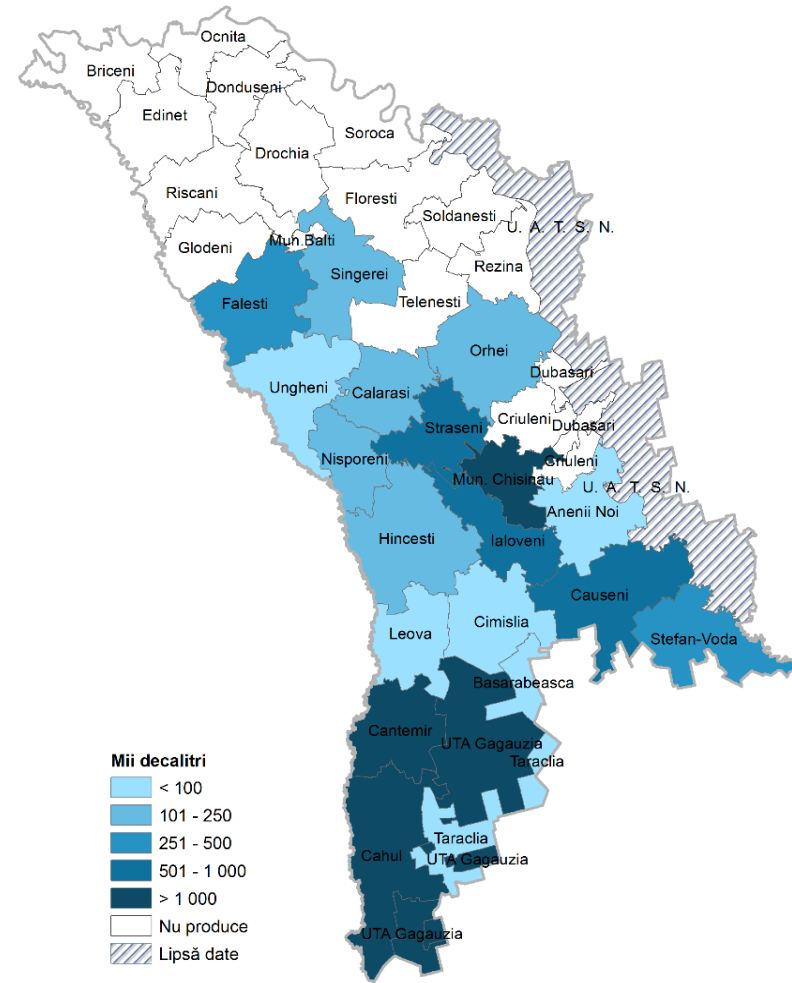 Ocnita
Briceni
Donduseni
Edinet
Soroca
Drochia
Riscani
Floresti
Soldanesti
U. A. T. S. N.
Mun.Balti
Glodeni
Rezina
Singerei
Falesti
Telenesti
Orhei
Dubasari
Ungheni
Calarasi
Criuleni
Straseni
Dubasari
Nisporeni
Criuleni
Mun. Chisinau
U. A. T. S. N.
Anenii Noi
Hincesti
Ialoveni
Causeni
Leova
Cimislia
Stefan-Voda
Basarabeasca
Cantemir
UTA Gagauzia
Taraclia
Mii decalitri
< 100
101 - 250
251 - 500
501 - 1 000
> 1 000
Nu produce
Lipsă date
Taraclia
Cahul
UTA Gagauzia
UTA Gagauzia